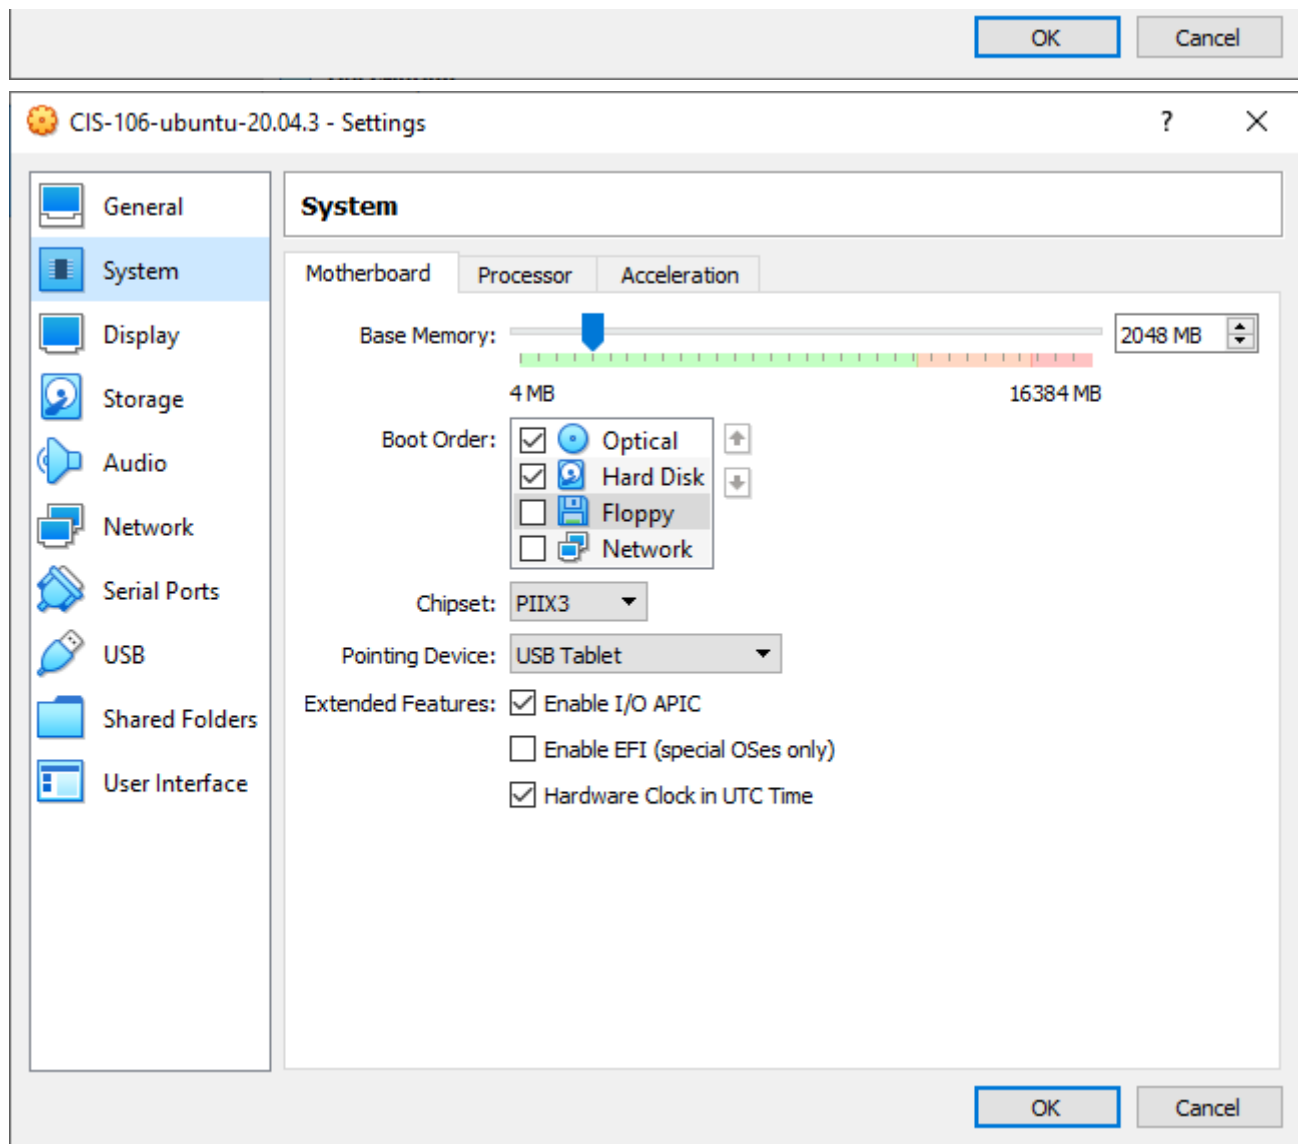 OK Cancel
CIS-106-ubuntu-20.04.3 - Settings ?
General
System
Display
Storage
Audio
Network
Serial Ports
USB
Shared Folders
User Interface
System
Motherboard Processor Acceleration
Base Memory: 2048 MB
4 MB 16384 MB
Boot Order: Optical
Hard Disk
Floppy
Network
Chipset: PIIX3
Pointing Device: USB Tablet
Extended Features: Enable I/O APIC
Enable EFI (special OSes only)
Hardware Clock in UTC Time
OK Cancel